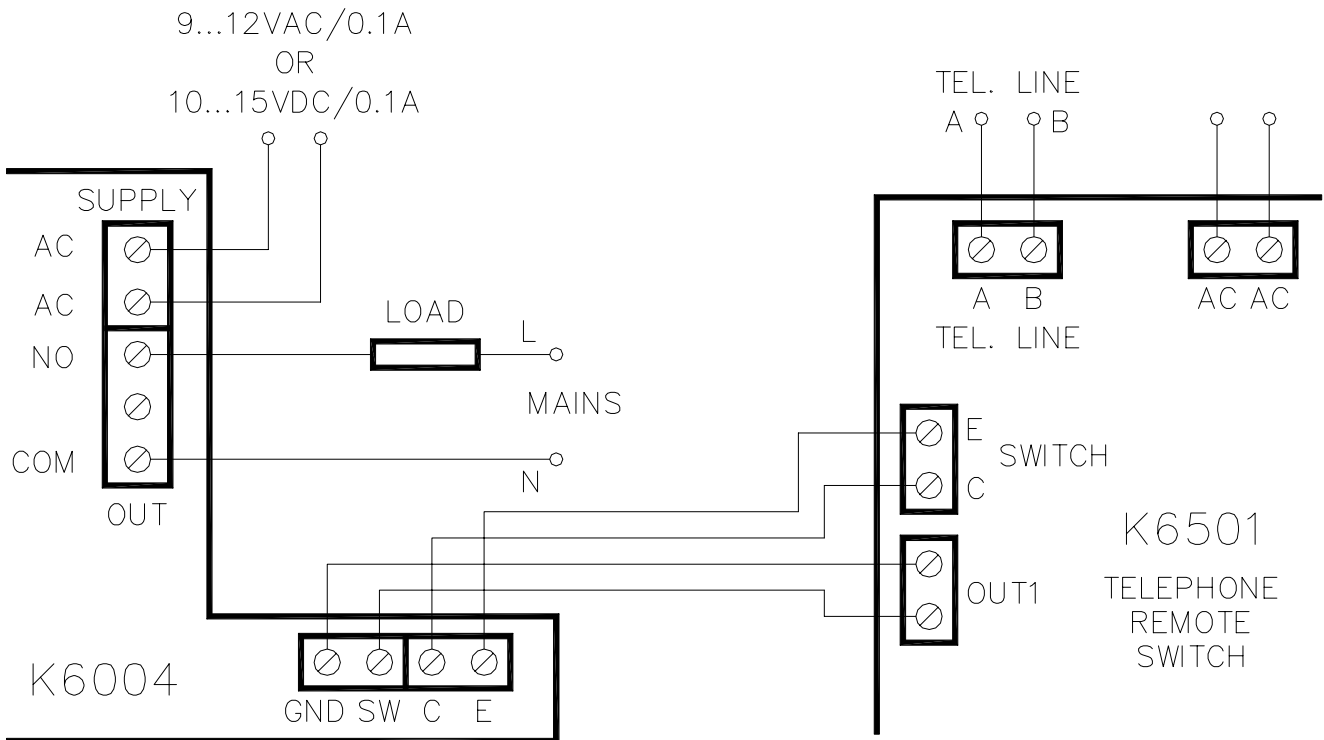 9...12VAC/0.1A
OR
10...15VDC/0.1A
SUPPLY
AC
AC
NO
COM
OUT
LOAD
L
MAINS
N
K6004
GND SW C E
TEL. LINE
A B
A B
TEL. LINE
AC AC
E
SWITCH
C
OUT1
K6501
TELEPHONE
REMOTE
SWITCH